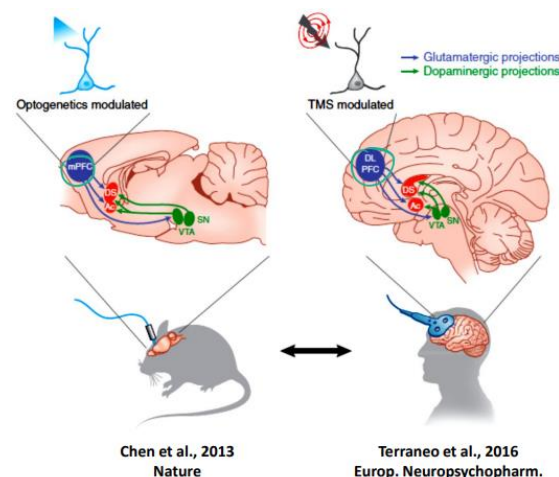 Optogenetics modulated
TMS modulated
Glutamatergic projections
Dopaminergic projections
mPFC
DS
Ac
SN
VTA
DL
PFC
DS
Ac
SN
VTA
Chen et al., 2013
Nature
Terraneo et al., 2016
Europ. Neuropsychopharm.